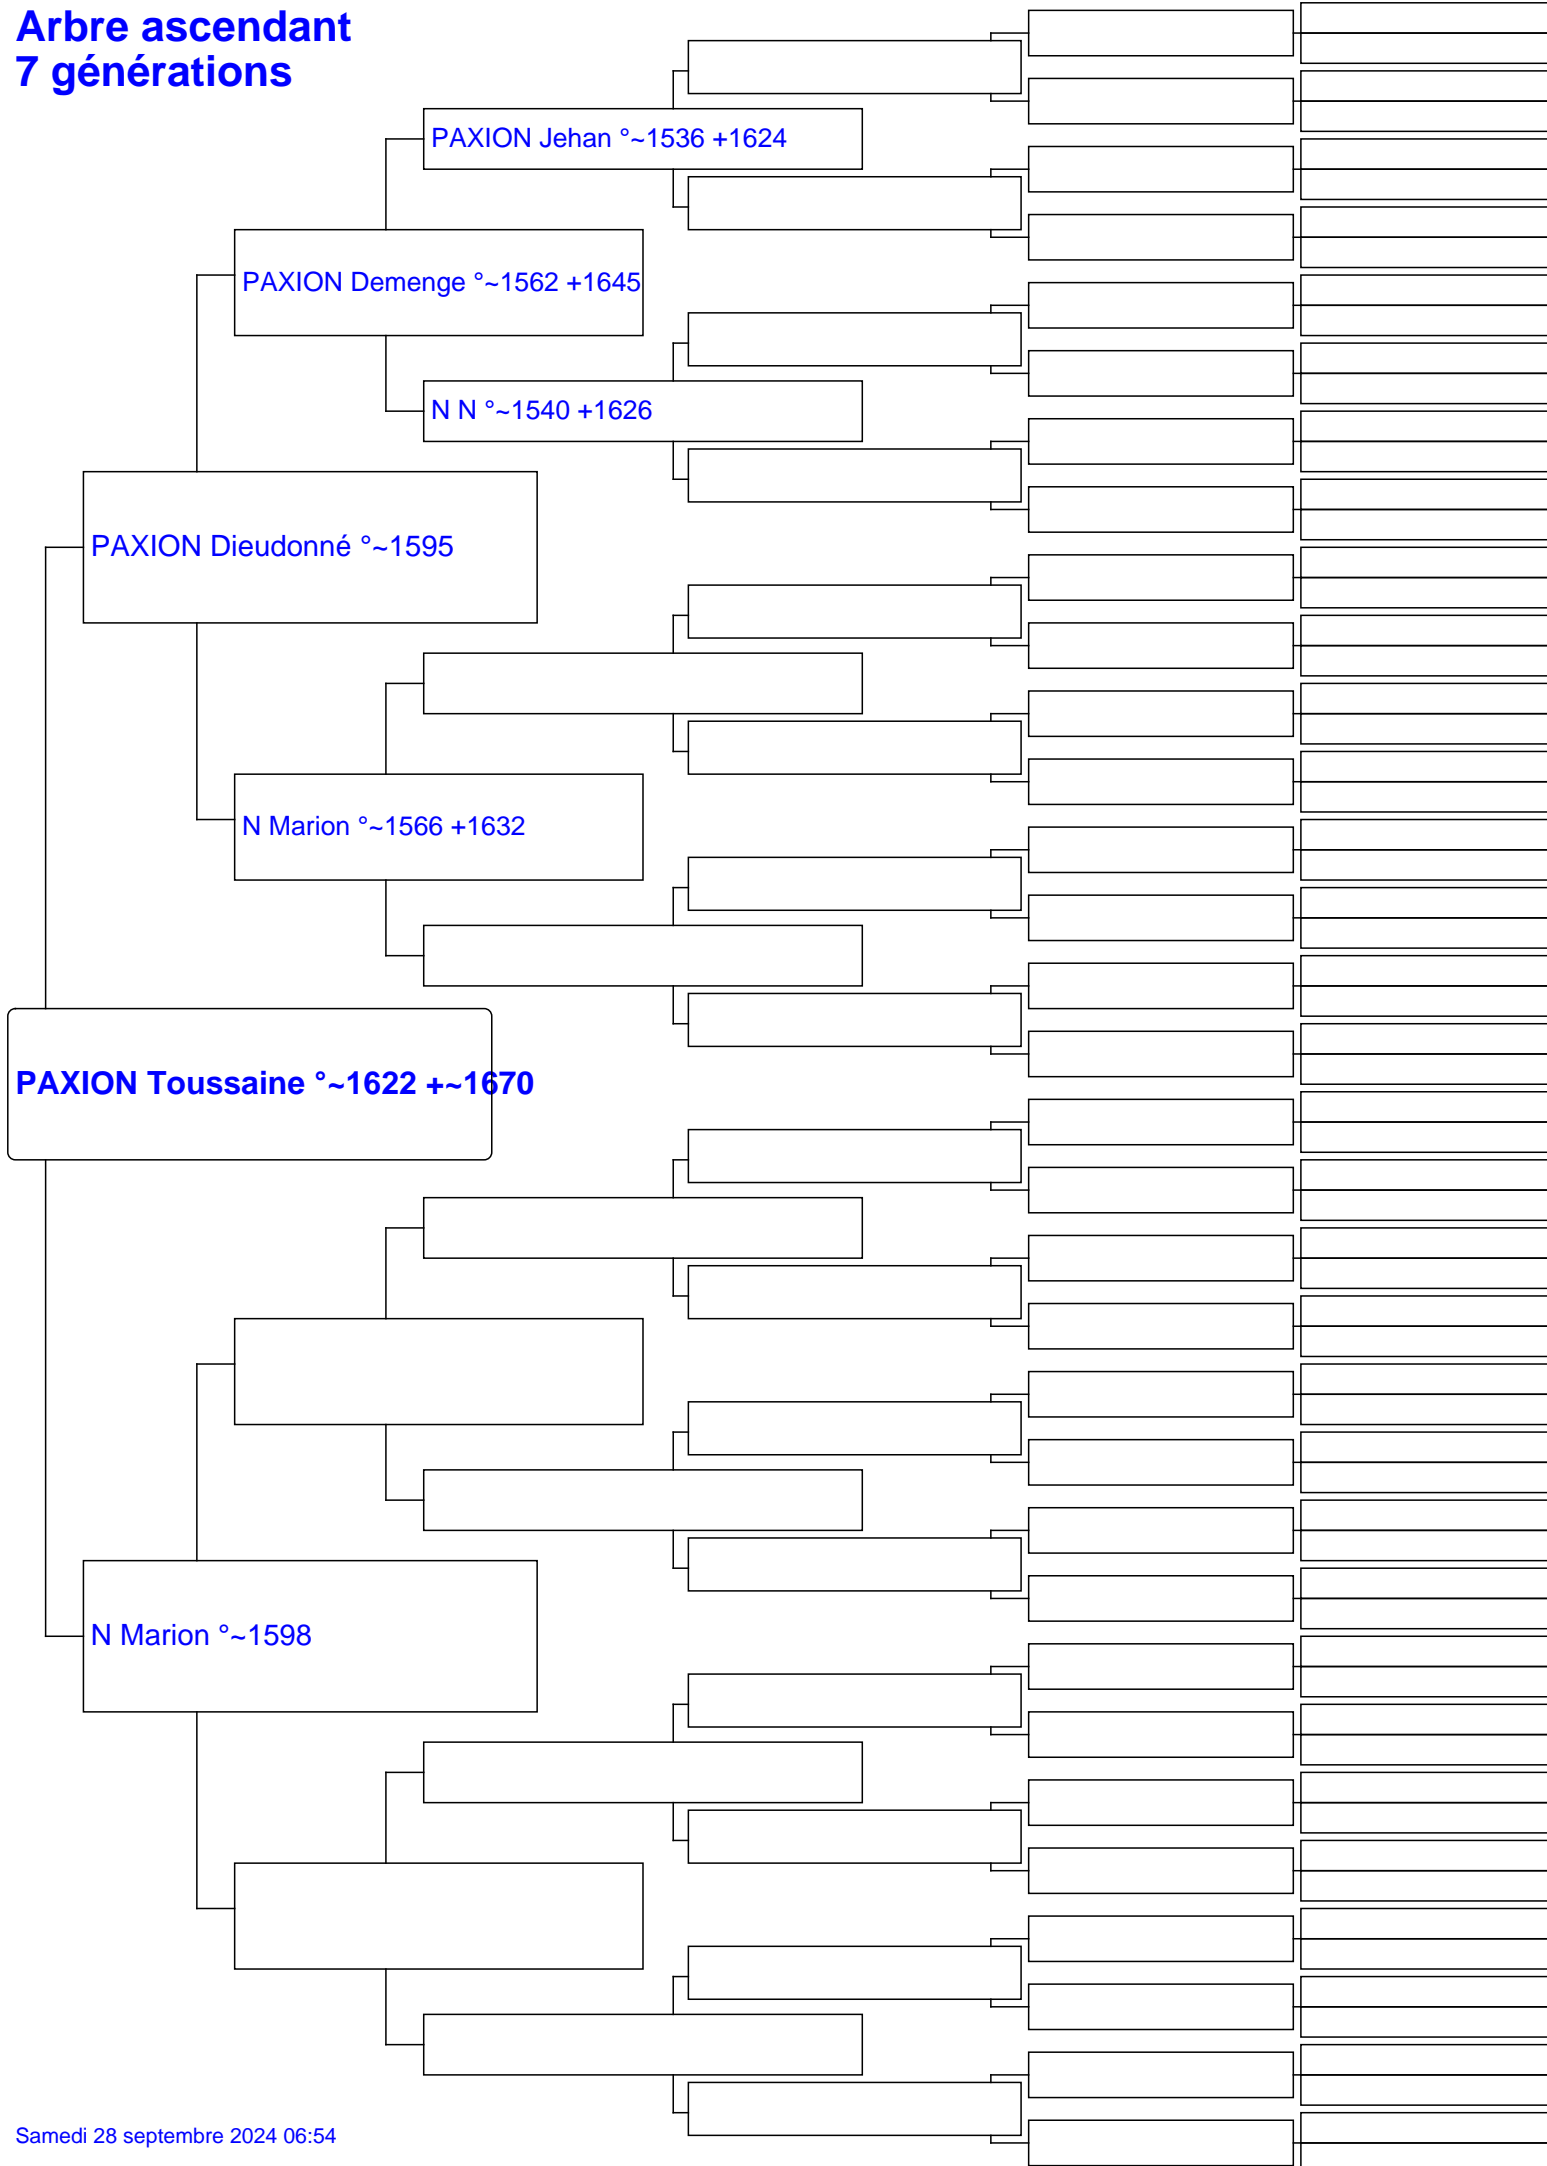 Arbre ascendant
7 générations
PAXION Jehan °~1536 +1624
PAXION Demenge °~1562 +1645
N N °~1540 +1626
PAXION Dieudonné °~1595
N Marion °~1566 +1632
PAXION Toussaine °~1622 +~1670
N Marion °~1598
Samedi 28 septembre 2024 06:54